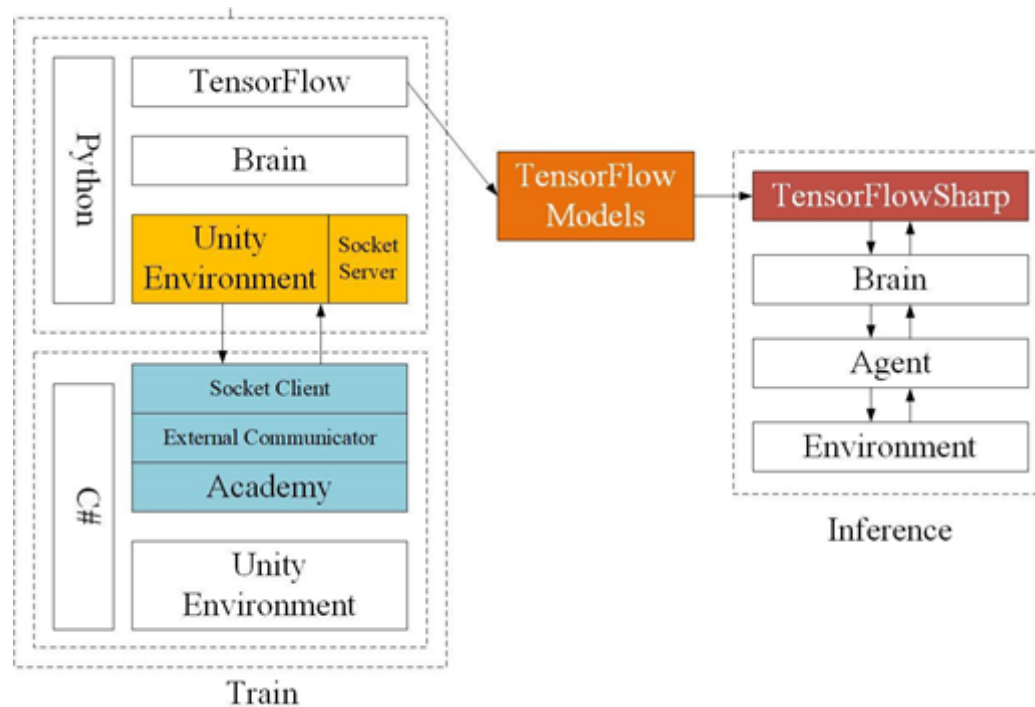 Python
TensorFlow
Brain
Unity
Environment
Socket
Server
C#
Socket Client
External Communicator
Academy
Unity
Environment
Train
TensorFlow
Models
TensorFlowSharp
Brain
Agent
Environment
Inference